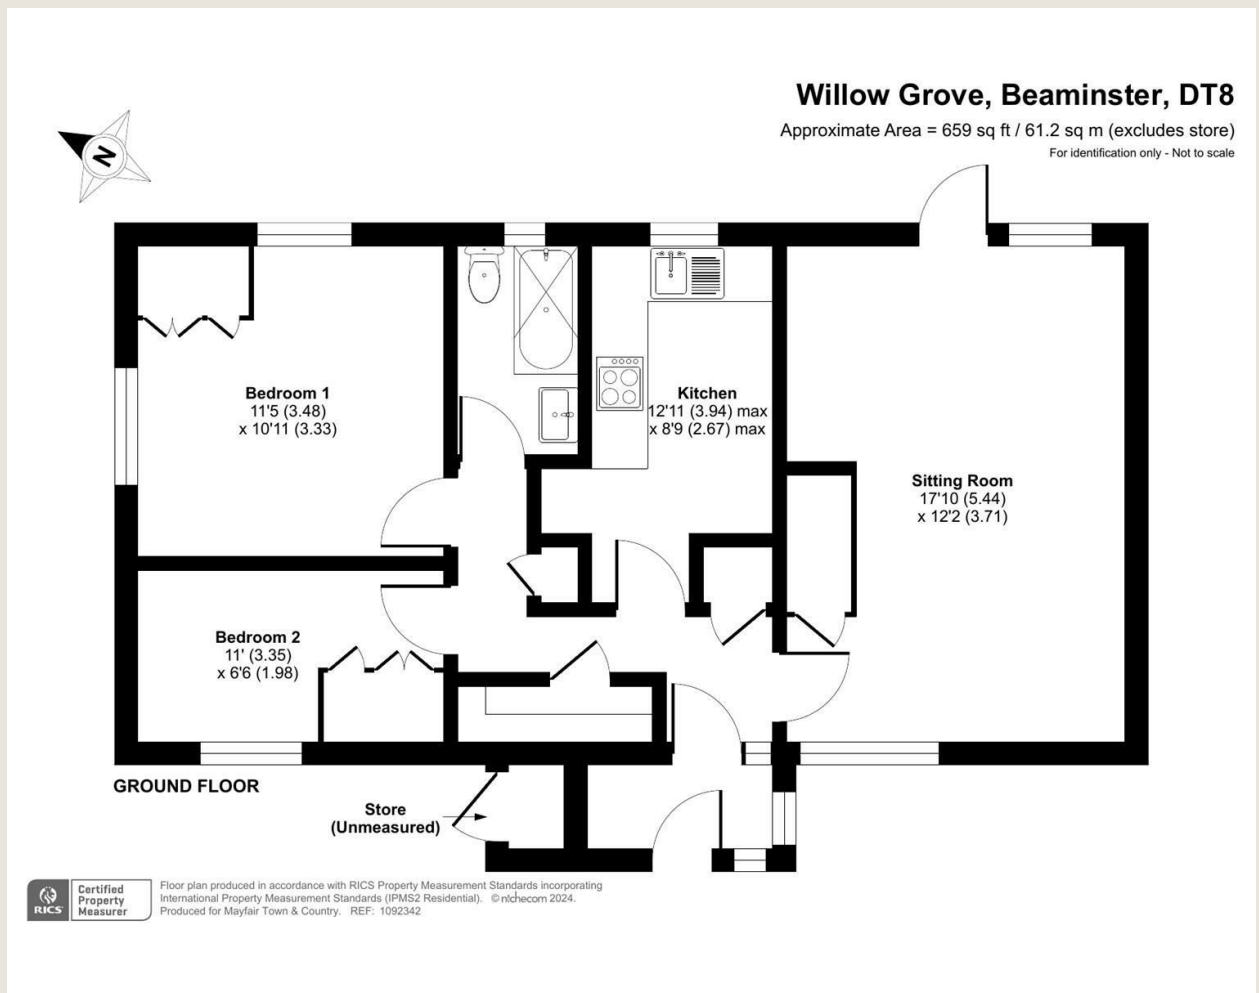 Willow Grove, Beaminster, DT8
Approximate Area = 659 sq ft / 61.2 sq m (excludes store)
For identification only - Not to scale
N
Bedroom 1
11'5 (3.48)
x 10'11 (3.33)
Kitchen
12'11 (3.94) max
x 8'9 (2.67) max
Sitting Room
17'10 (5.44)
x 12'2 (3.71)
Bedroom 2
11' (3.35)
x 6'6 (1.98)
GROUND FLOOR
Store
(Unmeasured)
RICS
Certified
Property
Measurer
Floor plan produced in accordance with RICS Property Measurement Standards incorporating
International Property Measurement Standards (IPMS2 Residential). © nichecom 2024.
Produced for Mayfair Town & Country. REF: 1092342